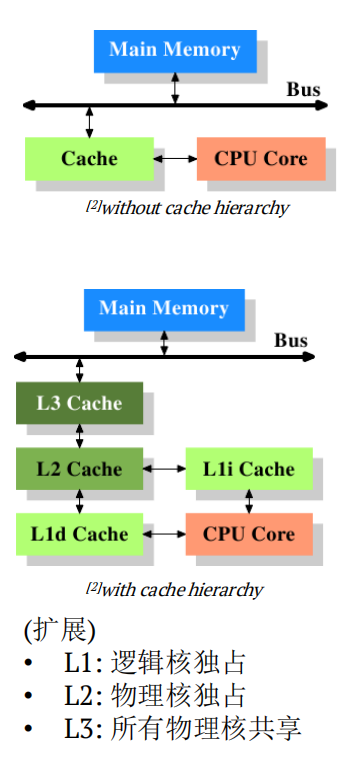 Main Memory
Bus
Cache
CPU Core
[2]without cache hierarchy
Main Memory
Bus
L3 Cache
L2 Cache
L1i Cache
L1d Cache
CPU Core
[2]with cache hierarchy
(扩展)
• L1: 逻辑核独占
• L2: 物理核独占
• L3: 所有物理核共享